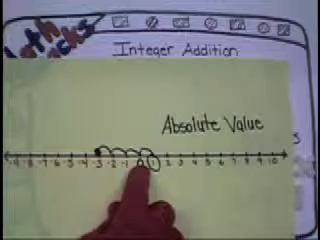 Math
Hacks
Integer Addition
Absolute Value
-9 -8 -7 -6 -5 -4 -3 -2 -1 0 1 2 3 4 5 6 7 8 9 10